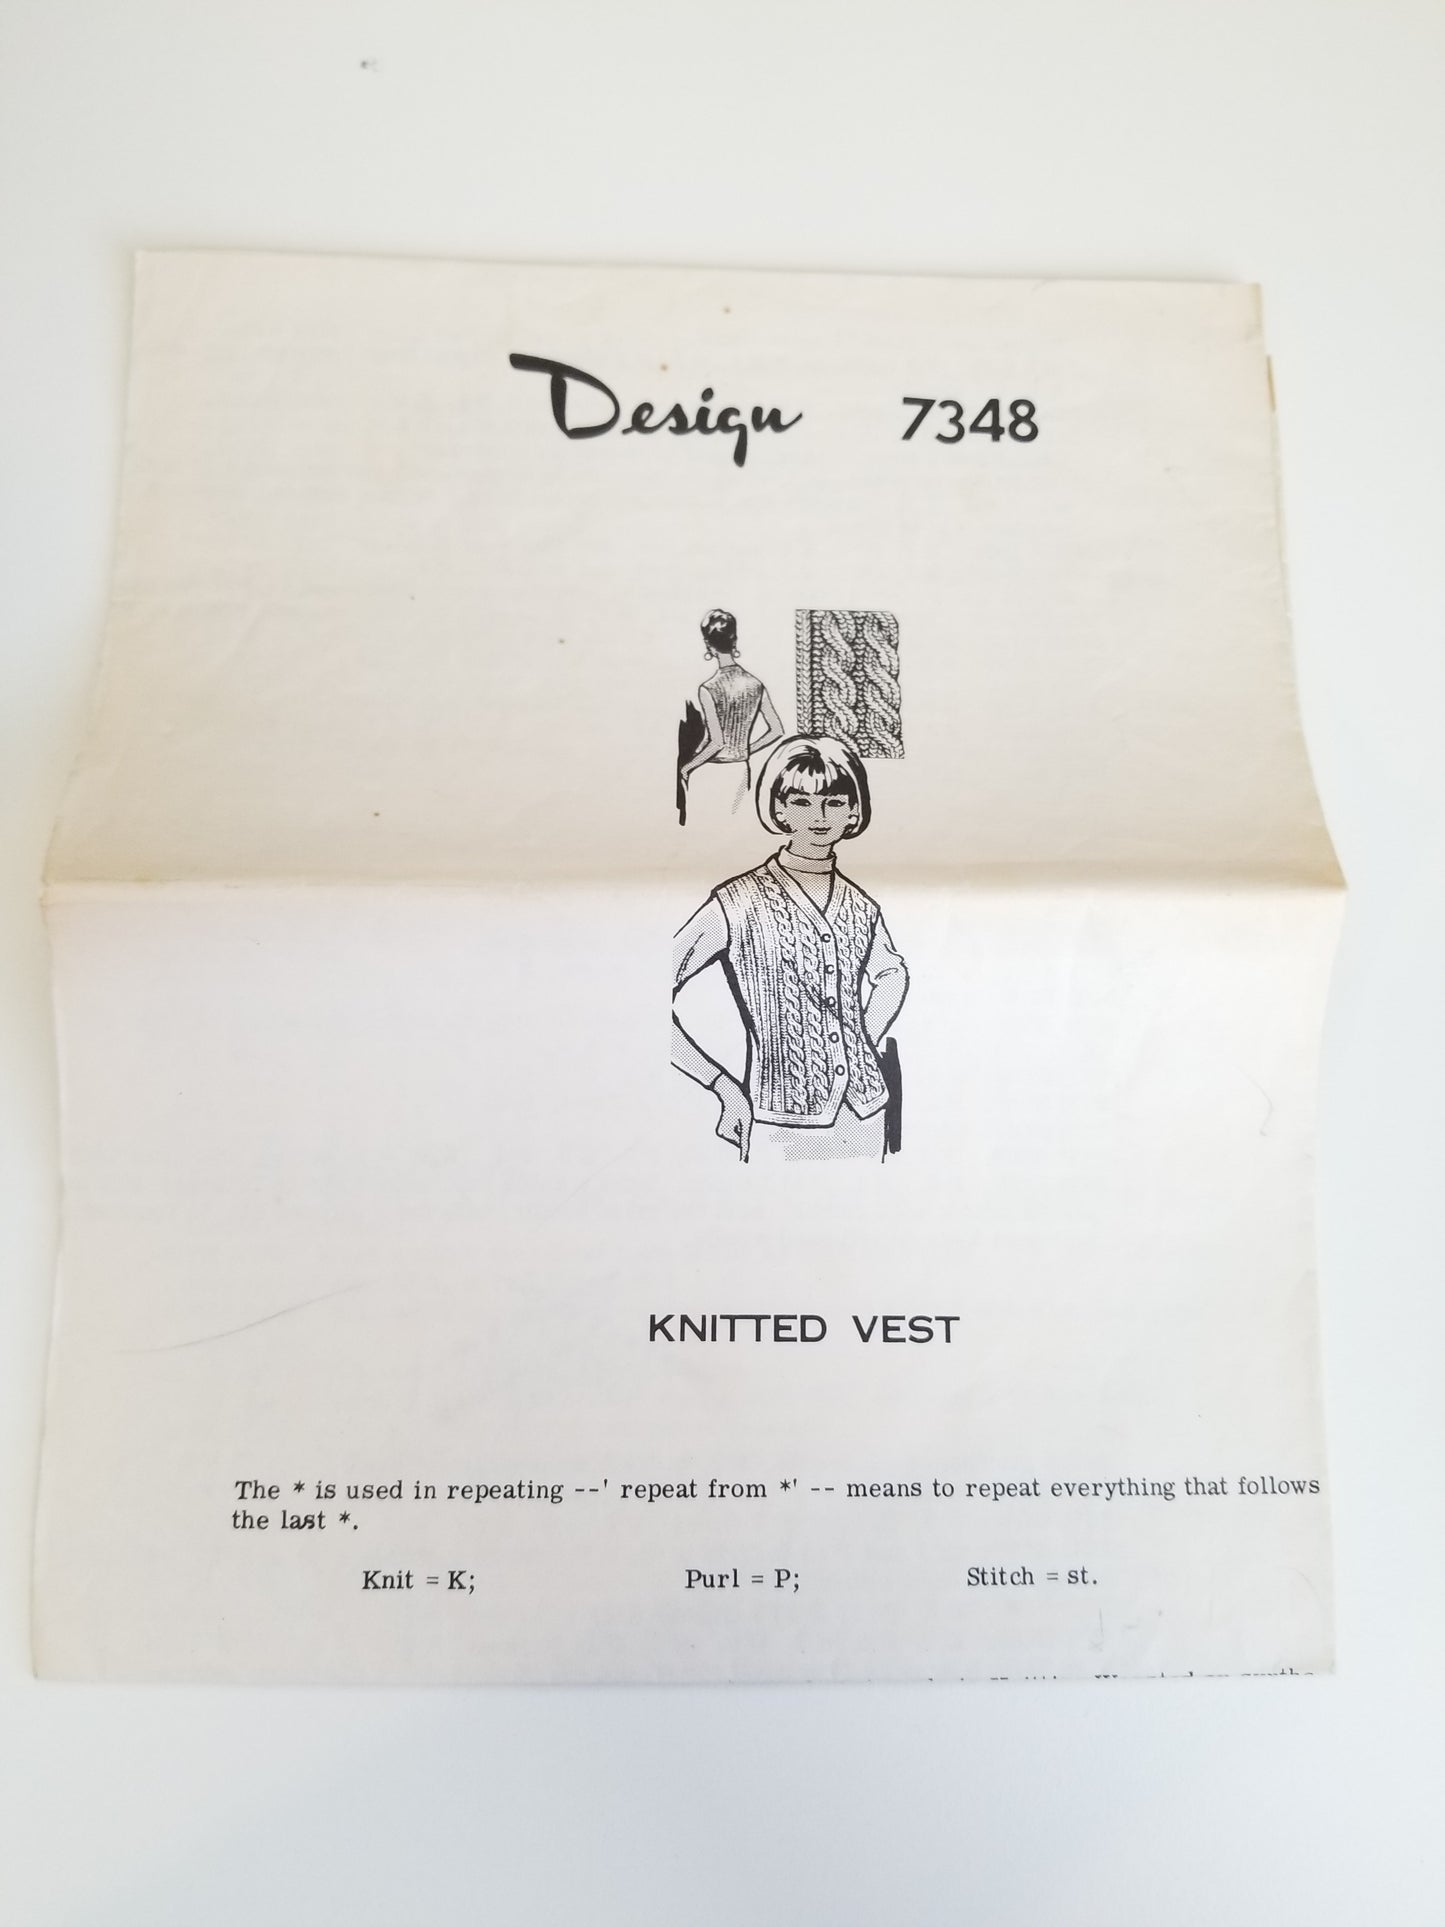 Design 7348
KNITTED VEST
The * is used in repeating --' repeat from *' -- means to repeat everything that follows
the last *.
Knit = K; Purl = P; Stitch = st.